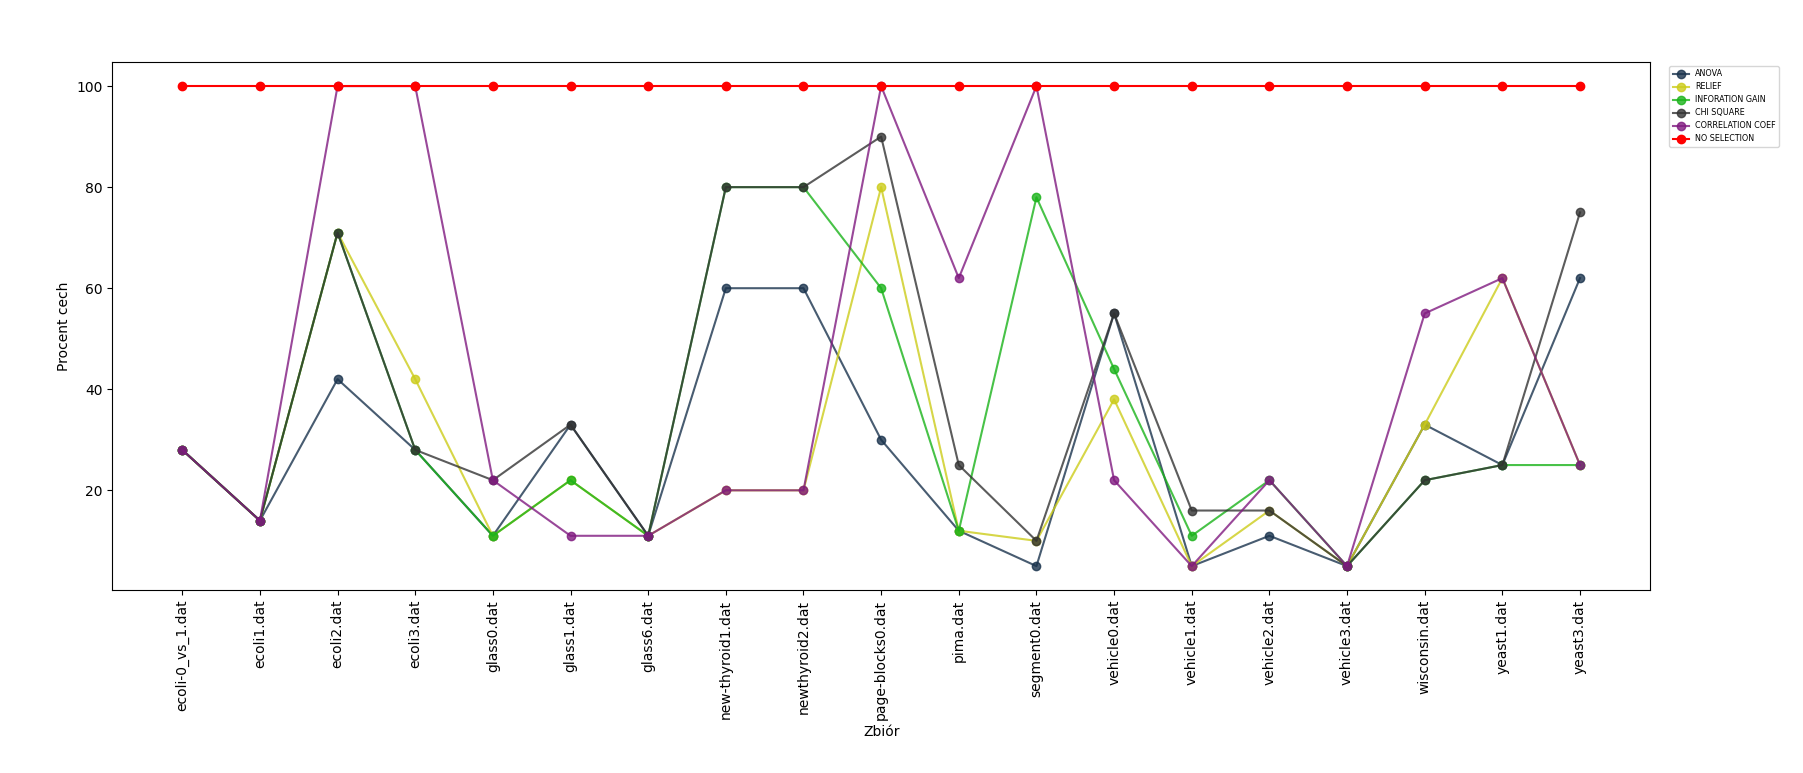 100
80
60
40
20
Procent cech
ecoli-0_vs_1.dat
ecoli1.dat
ecoli2.dat
ecoli3.dat
glass0.dat
glass1.dat
glass6.dat
new-thyroid1.dat
newthyroid2.dat
page-blocks0.dat
pima.dat
segment0.dat
vehicle0.dat
vehicle1.dat
vehicle2.dat
vehicle3.dat
wisconsin.dat
yeast1.dat
yeast3.dat
Zbiór
ANOVA
RELIEF
INFORATION GAIN
CHI SQUARE
CORRELATION COEF
NO SELECTION